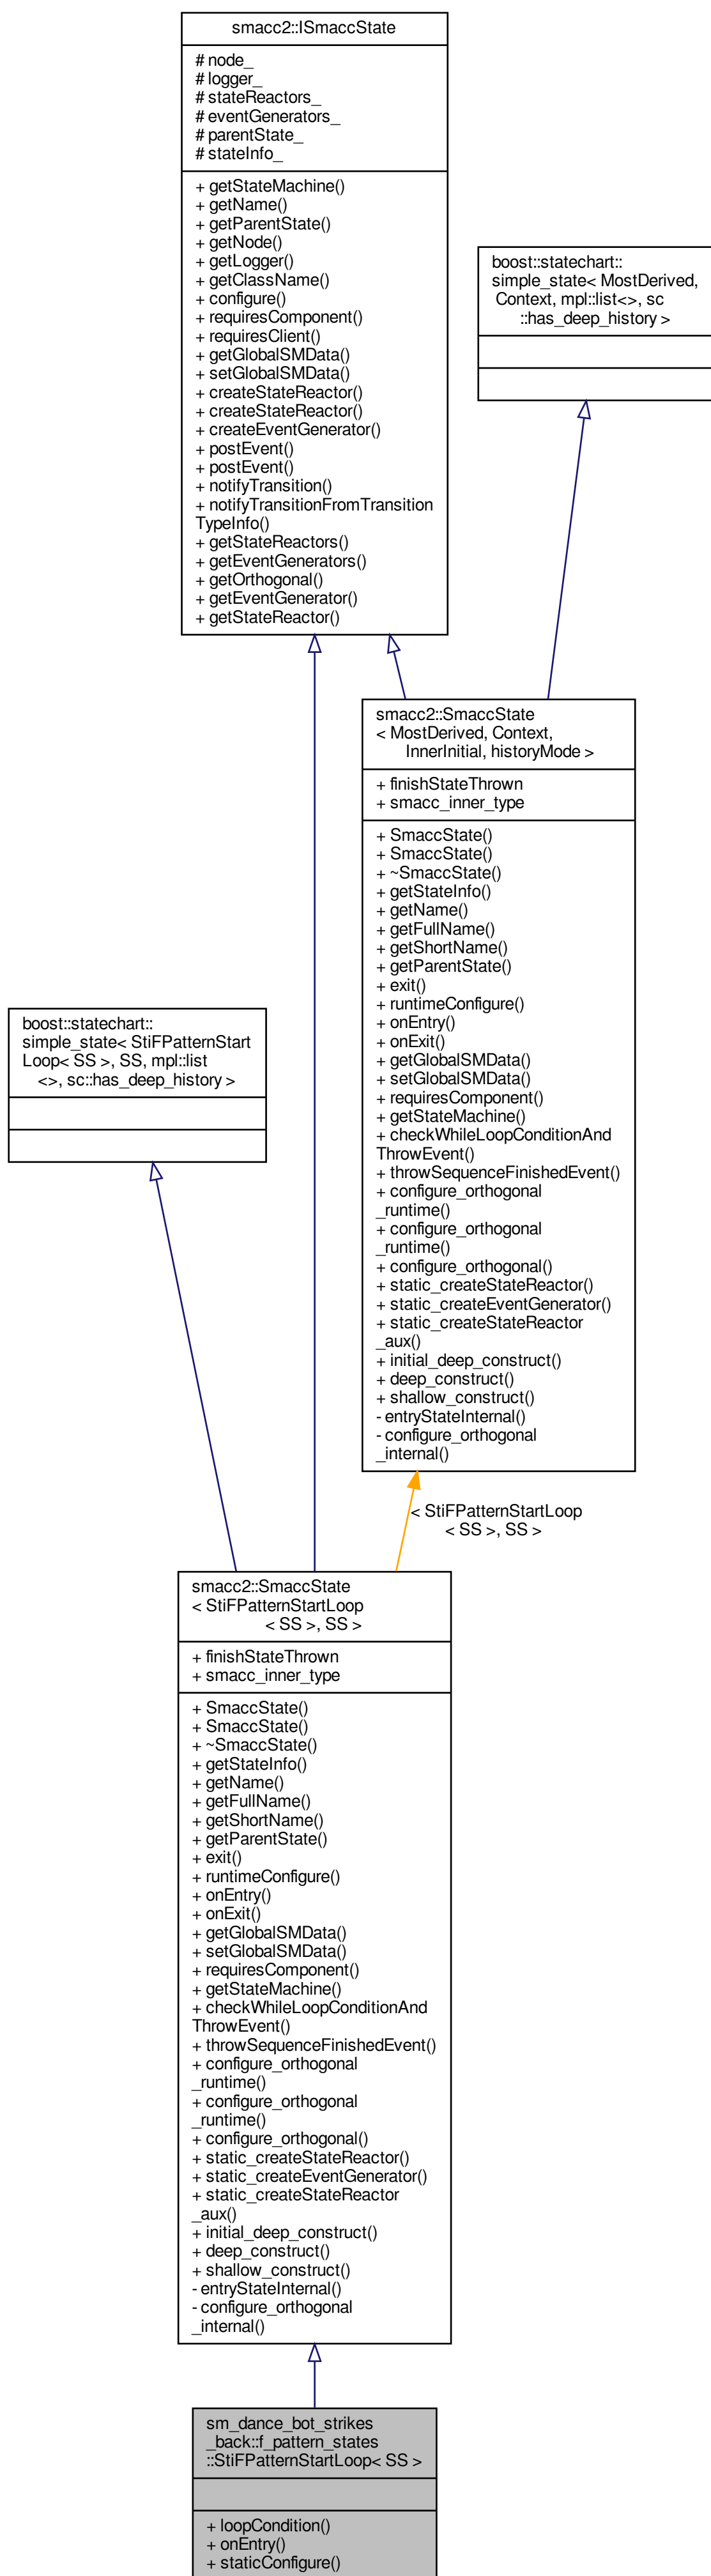 smacc2::ISmaccState
# node_
# logger_
# stateReactors_
# eventGenerators_
# parentState_
# stateInfo_
+ getStateMachine()
+ getName()
+ getParentState()
+ getNode()
+ getLogger()
+ getClassName()
+ configure()
+ requiresComponent()
+ requiresClient()
+ getGlobalSMData()
+ setGlobalSMData()
+ createStateReactor()
+ createStateReactor()
+ createEventGenerator()
+ postEvent()
+ postEvent()
+ notifyTransition()
+ notifyTransitionFromTransition
TypeInfo()
+ getStateReactors()
+ getEventGenerators()
+ getOrthogonal()
+ getEventGenerator()
+ getStateReactor()
boost::statechart::
simple_state< MostDerived,
Context, mpl::list<>, sc
::has_deep_history >
smacc2::SmaccState
< MostDerived, Context,
InnerInitial, historyMode >
+ finishStateThrown
+ smacc_inner_type
+ SmaccState()
+ SmaccState()
+ ~SmaccState()
+ getStateInfo()
+ getName()
+ getFullName()
+ getShortName()
+ getParentState()
+ exit()
+ runtimeConfigure()
+ onEntry()
+ onExit()
+ getGlobalSMData()
+ setGlobalSMData()
+ requiresComponent()
+ getStateMachine()
+ checkWhileLoopConditionAnd
ThrowEvent()
+ throwSequenceFinishedEvent()
+ configure_orthogonal
_runtime()
+ configure_orthogonal
_runtime()
+ configure_orthogonal()
+ static_createStateReactor()
+ static_createEventGenerator()
+ static_createStateReactor
_aux()
+ initial_deep_construct()
+ deep_construct()
+ shallow_construct()
- entryStateInternal()
- configure_orthogonal
_internal()
boost::statechart::
simple_state< StiFPatternStart
Loop< SS >, SS, mpl::list
<>, sc::has_deep_history >
< StiFPatternStartLoop
< SS >, SS >
smacc2::SmaccState
< StiFPatternStartLoop
< SS >, SS >
+ finishStateThrown
+ smacc_inner_type
+ SmaccState()
+ SmaccState()
+ ~SmaccState()
+ getStateInfo()
+ getName()
+ getFullName()
+ getShortName()
+ getParentState()
+ exit()
+ runtimeConfigure()
+ onEntry()
+ onExit()
+ getGlobalSMData()
+ setGlobalSMData()
+ requiresComponent()
+ getStateMachine()
+ checkWhileLoopConditionAnd
ThrowEvent()
+ throwSequenceFinishedEvent()
+ configure_orthogonal
_runtime()
+ configure_orthogonal
_runtime()
+ configure_orthogonal()
+ static_createStateReactor()
+ static_createEventGenerator()
+ static_createStateReactor
_aux()
+ initial_deep_construct()
+ deep_construct()
+ shallow_construct()
- entryStateInternal()
- configure_orthogonal
_internal()
sm_dance_bot_strikes
_back::f_pattern_states
::StiFPatternStartLoop< SS >
+ loopCondition()
+ onEntry()
+ staticConfigure()